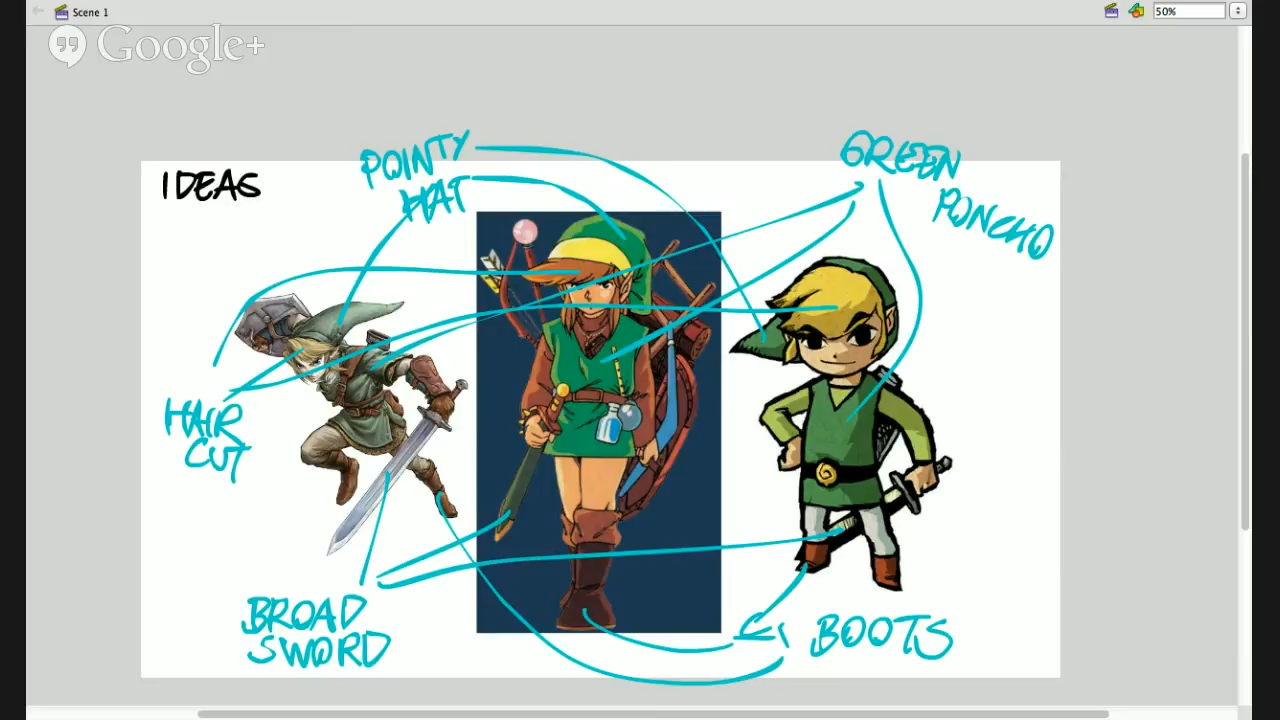 Scene 1
50%
Google+
IDEAS
POINTY
HAT
GREEN
PONCHO
HAIR
CUT
BROAD
SWORD
BOOTS